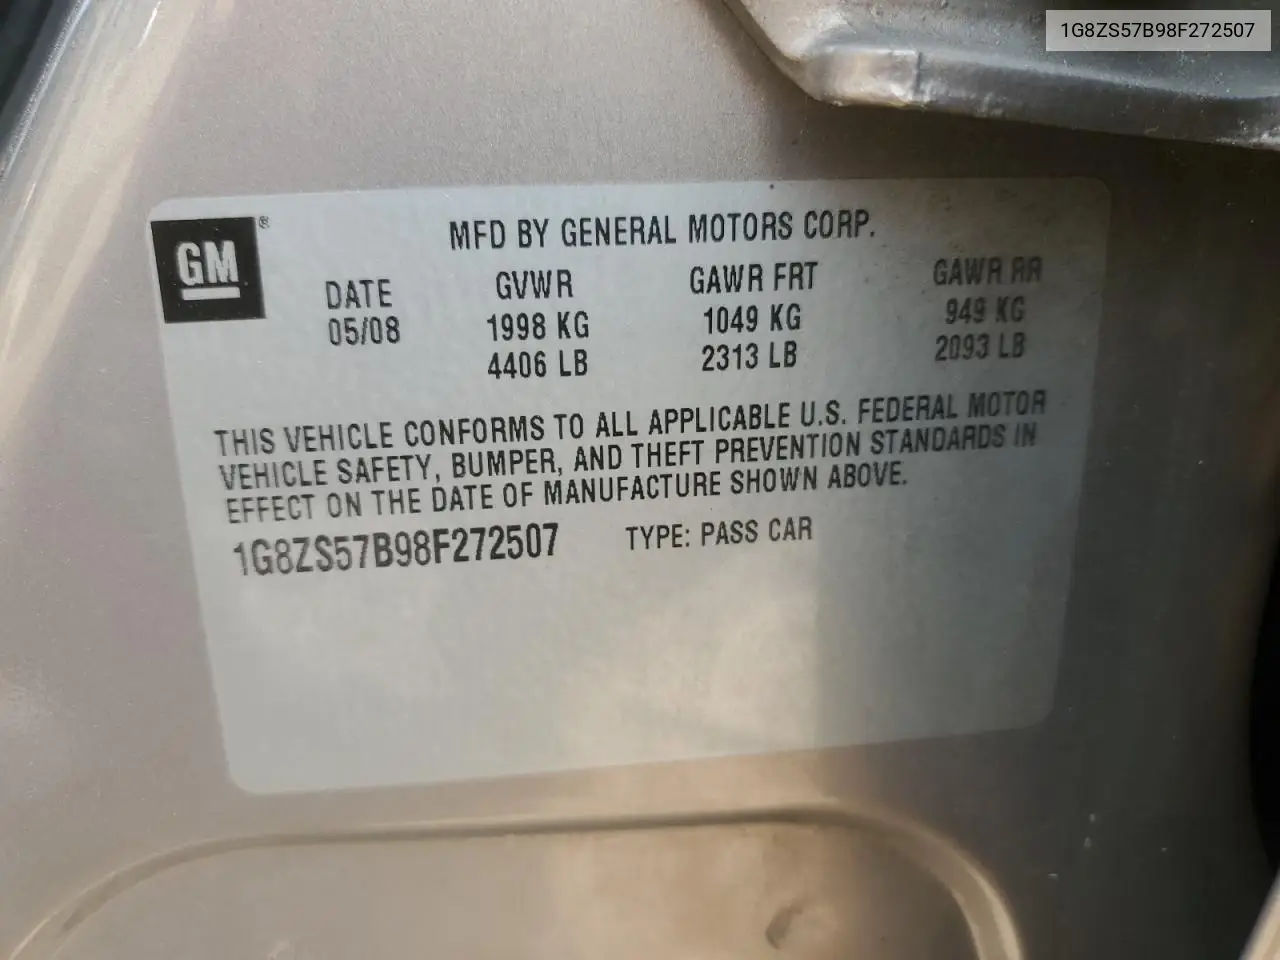 1G8ZS57B98F272507
GM ®
MFD BY GENERAL MOTORS CORP.
DATE GVWR GAWR FRT GAWR RR
05/08 1998 KG 1049 KG 949 KG
4406 LB 2313 LB 2093 LB
THIS VEHICLE CONFORMS TO ALL APPLICABLE U.S. FEDERAL MOTOR
VEHICLE SAFETY, BUMPER, AND THEFT PREVENTION STANDARDS IN
EFFECT ON THE DATE OF MANUFACTURE SHOWN ABOVE.
1G8ZS57B98F272507 TYPE: PASS CAR